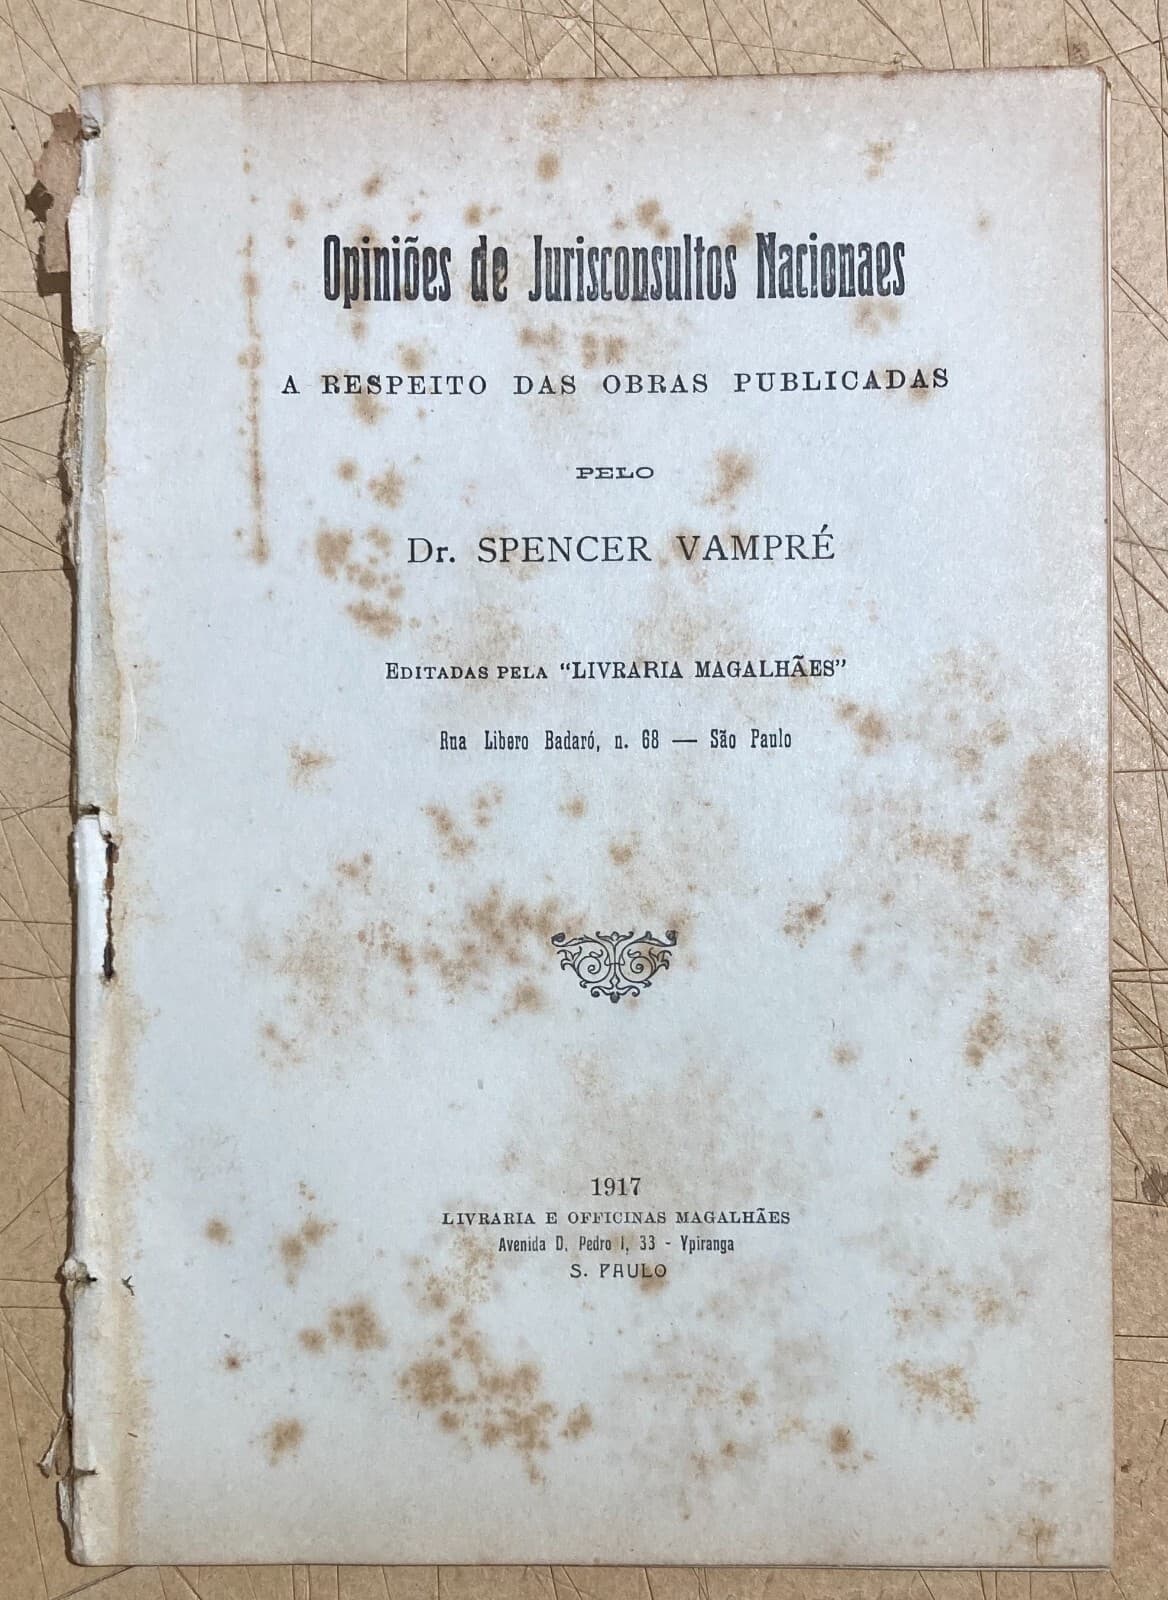 Opiniões de Jurisconsultos Nacionaes
A RESPEITO DAS OBRAS PUBLICADAS
PELO
Dr. SPENCER VAMPRÉ
EDITADAS PELA "LIVRARIA MAGALHÃES"
Rua Libero Badaró, n. 68 — São Paulo
1917
LIVRARIA E OFFICINAS MAGALHÃES
Avenida D. Pedro I, 33 - Ypiranga
S. PAULO